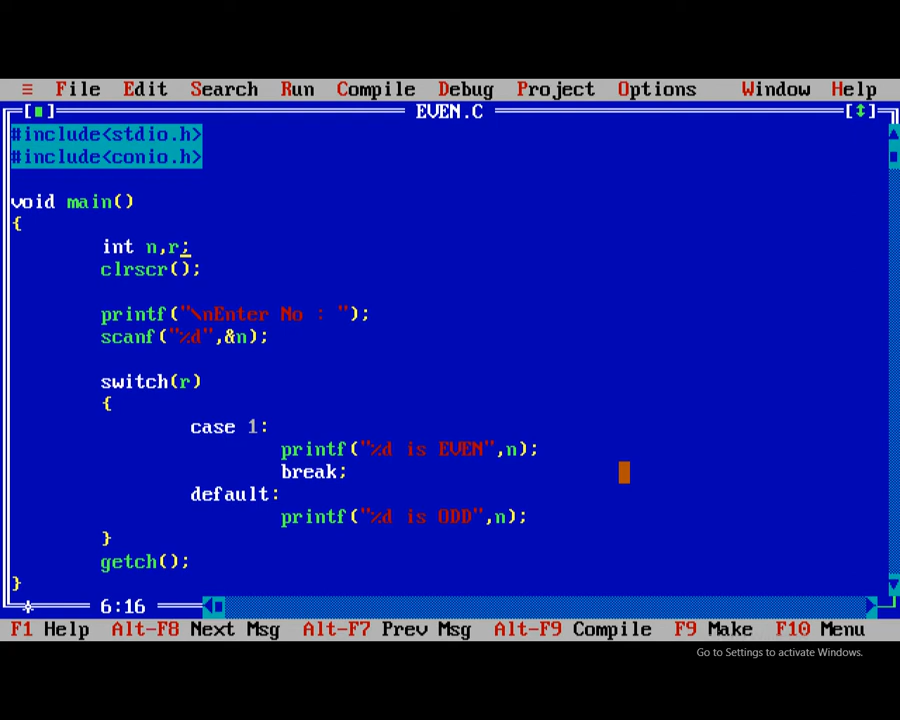 ≡ File Edit Search Run Compile Debug Project Options Window Help
[■] EVEN.C [↕]
#include<stdio.h>
#include<conio.h>
void main()
{
int n,r;
clrscr();
printf("\nEnter No : ");
scanf("%d",&n);
switch(r)
{
case 1:
printf("%d is EVEN",n);
break;
default:
printf("%d is ODD",n);
}
getch();
}
6:16
F1 Help Alt-F8 Next Msg Alt-F7 Prev Msg Alt-F9 Compile F9 Make F10 Menu
Go to Settings to activate Windows.